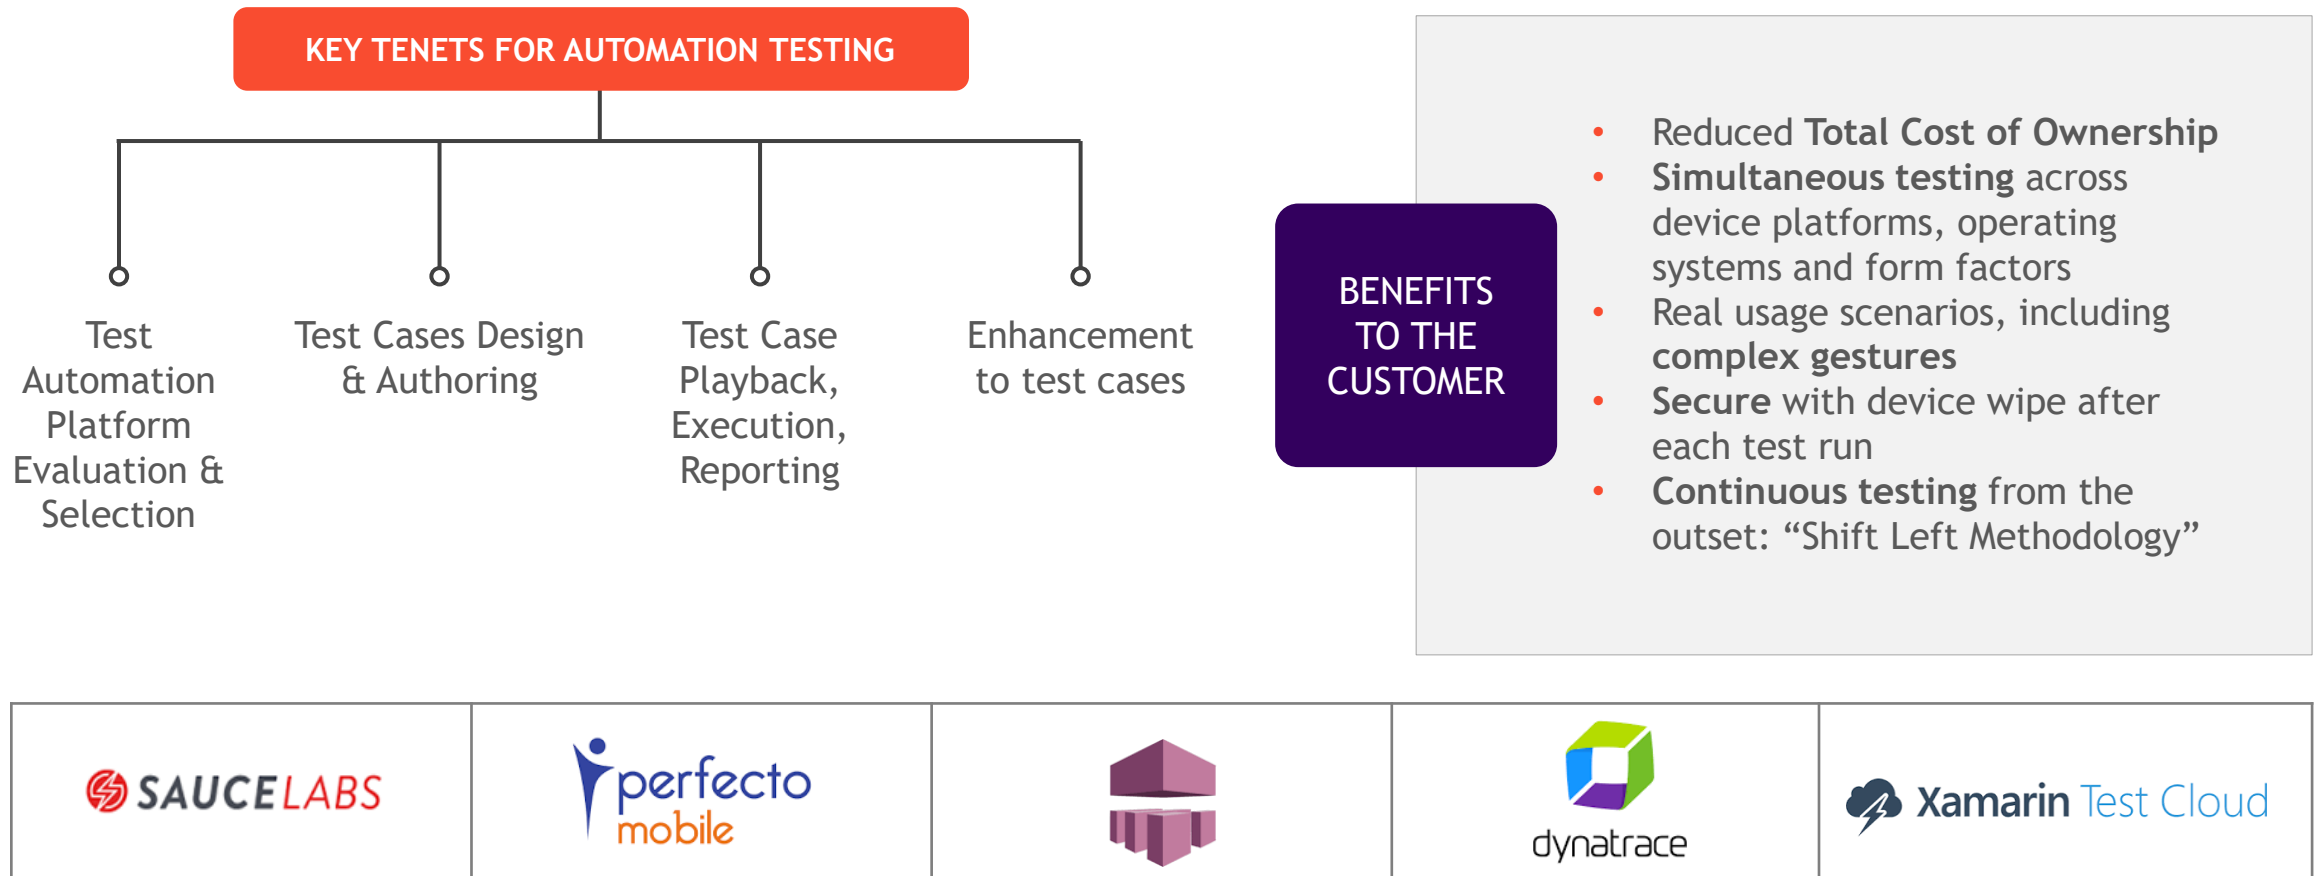 KEY TENETS FOR AUTOMATION TESTING
Test
Automation
Platform
Evaluation &
Selection
Test Cases Design
& Authoring
Test Case
Playback,
Execution,
Reporting
Enhancement
to test cases
BENEFITS
TO THE
CUSTOMER
• Reduced Total Cost of Ownership
• Simultaneous testing across
device platforms, operating
systems and form factors
• Real usage scenarios, including
complex gestures
• Secure with device wipe after
each test run
• Continuous testing from the
outset: “Shift Left Methodology”
SAUCELABS
perfecto
mobile
dynatrace
Xamarin Test Cloud